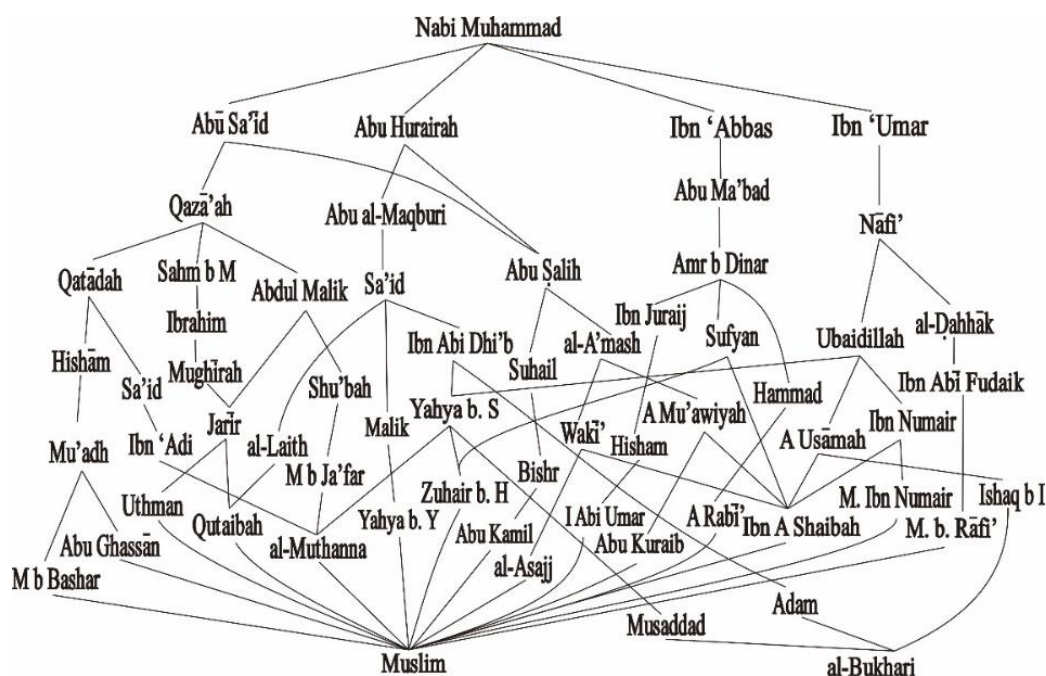 Nabi Muhammad
Abū Sa'īd
Abu Hurairah
Ibn 'Abbas
Ibn 'Umar
Qazā'ah
Abu al-Maqburi
Abu Ma'bad
Nāfi'
Qatādah
Sahm b M
Abdul Malik
Sa'id
Abu Ṣalih
Amr b Dinar
Ibrahim
Ibn Juraij
Sufyan
Ubaidillah
al-Ḍahhāk
Hishām
Mughīrah
Sa'id
Shu'bah
Ibn Abi Dhi'b
Suhail
al-A'mash
Hammad
Ibn Abī Fudaik
Mu'adh
Ibn 'Adi
Jarīr
al-Laith
Malik
Yahya b. S
Wakī'
Hisham
A Mu'awiyah
A Usāmah
Ibn Numair
Uthman
M b Ja'far
Zuhair b. H
Bishr
M. Ibn Numair
Ishaq b I
Abu Ghassān
Qutaibah
al-Muthanna
Yahya b. Y
Abu Kamil
I Abi Umar
A Rabī'
Ibn A Shaibah
M. b. Rāfi'
M b Bashar
al-Asajj
Abu Kuraib
Musaddad
Adam
Muslim
al-Bukhari